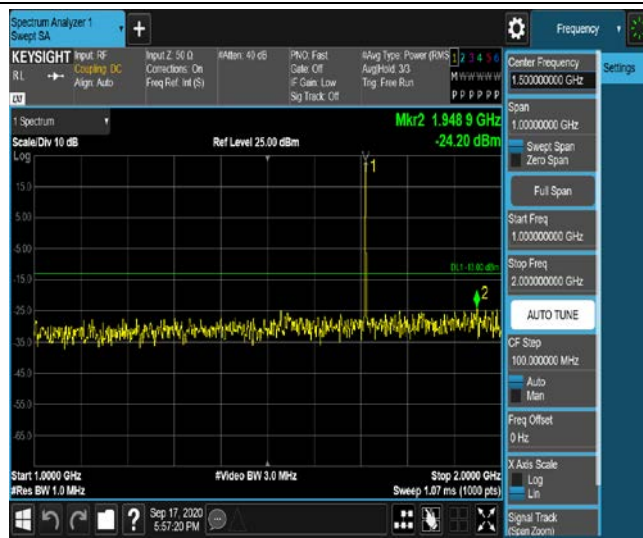 Spectrum Analyzer 1
Swept SA
+
Frequency
KEYSIGHT
RL
Input: RF
Coupling: DC
Align: Auto
Input Z: 50 Ω
Corrections: On
Freq Ref: Int (S)
#Atten: 40 dB
PNO: Fast
Gate: Off
IF Gain: Low
Sig Track: Off
#Avg Type: Power (RMS
Avg|Hold: 3/3
Trig: Free Run
1 2 3 4 5 6
M W W W W W
P P P P P P
1 Spectrum
Scale/Div 10 dB
Log
Ref Level 25.00 dBm
Mkr2 1.948 9 GHz
-24.20 dBm
1
15.0
5.00
-5.00
DL1 -13.00 dBm
-15.0
2
-25.0
-35.0
-45.0
-55.0
-65.0
Start 1.0000 GHz
#Res BW 1.0 MHz
#Video BW 3.0 MHz
Stop 2.0000 GHz
Sweep 1.07 ms (1000 pts)
?
Sep 17, 2020
5:57:20 PM
Center Frequency
1.500000000 GHz
Settings
Span
1.00000000 GHz
Swept Span
Zero Span
Full Span
Start Freq
1.000000000 GHz
Stop Freq
2.000000000 GHz
AUTO TUNE
CF Step
100.000000 MHz
Auto
Man
Freq Offset
0 Hz
X Axis Scale
Log
Lin
Signal Track
(Span Zoom)